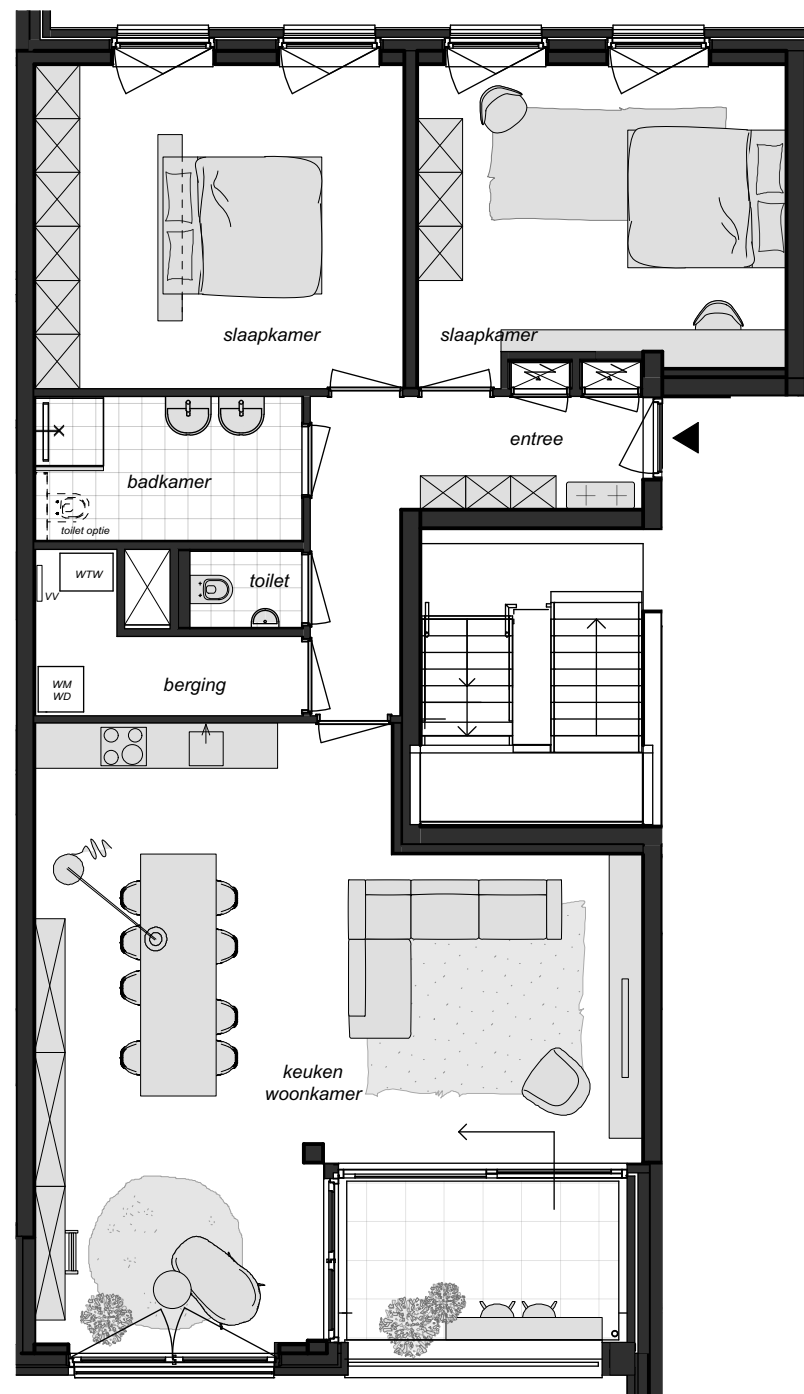 slaapkamer
slaapkamer
entree
badkamer
toilet optie
WTW
VV
toilet
berging
WM
WD
keuken
woonkamer